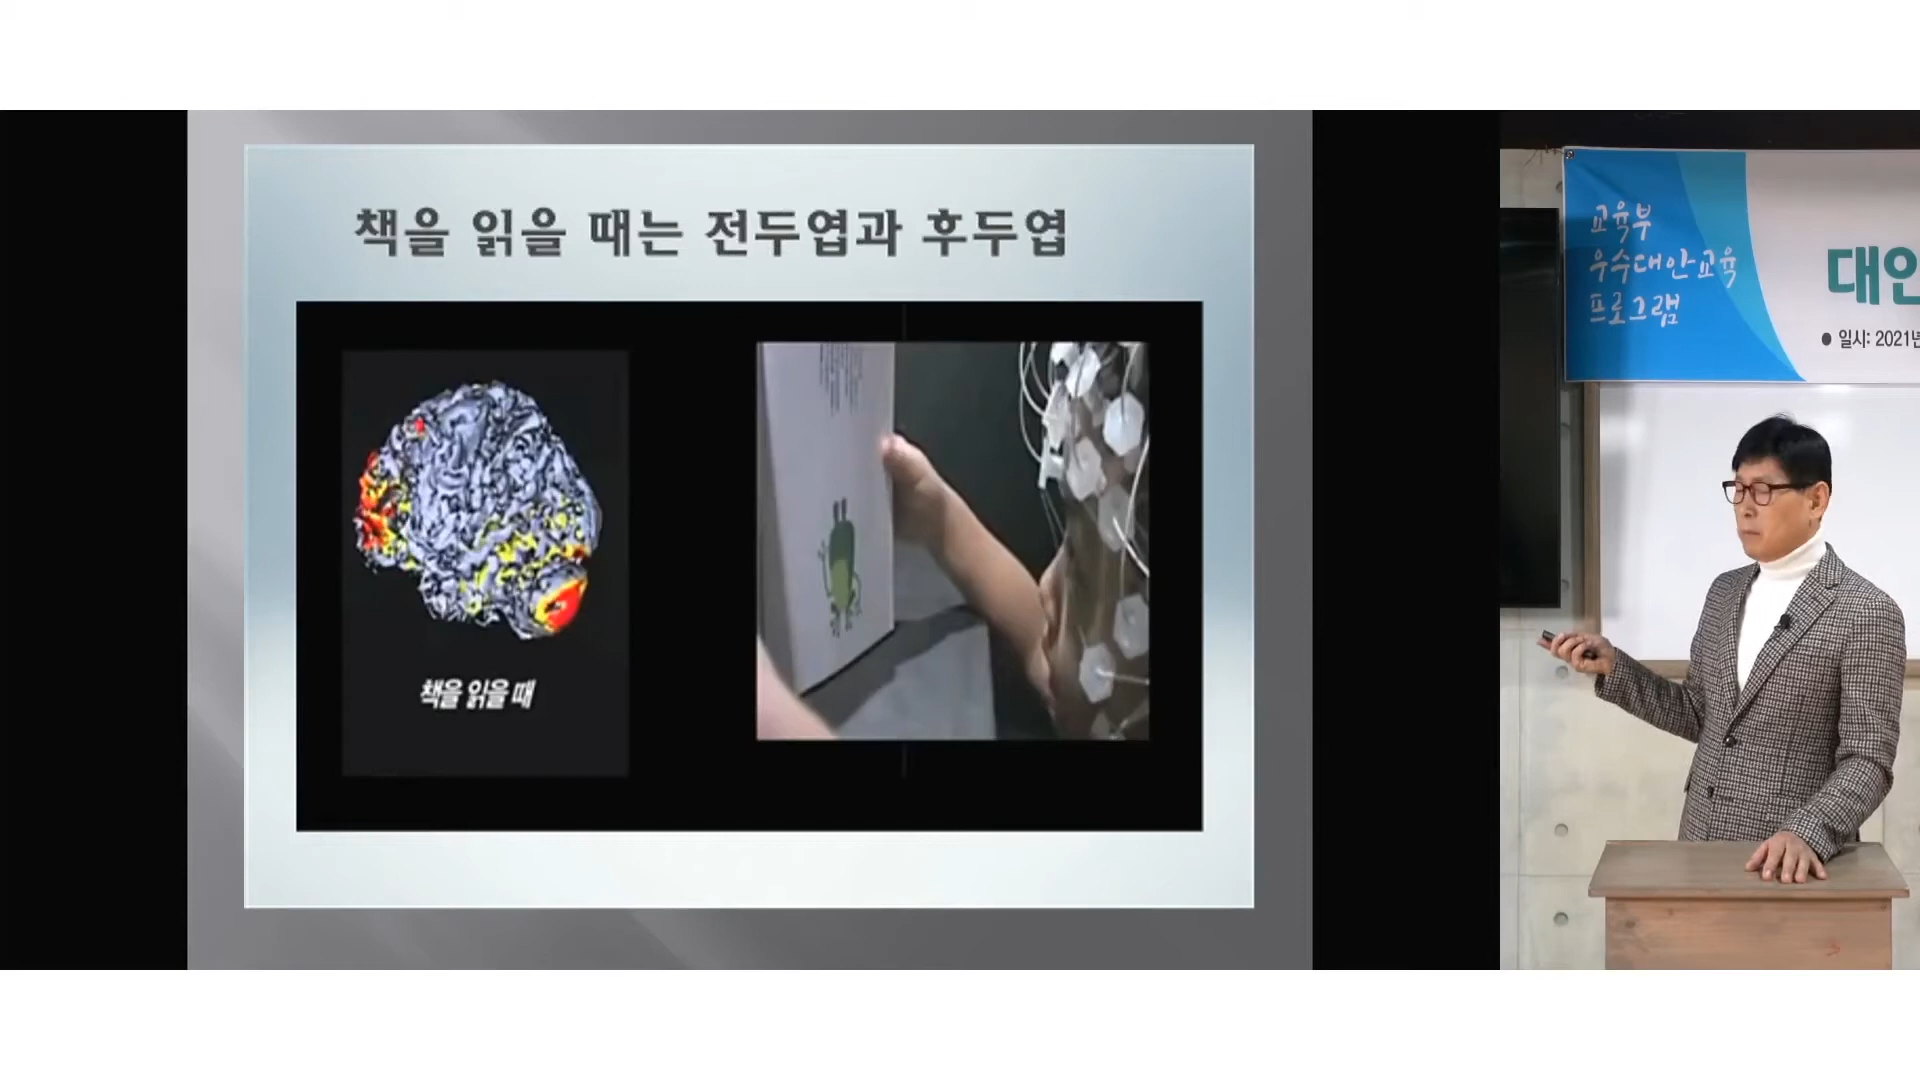 책을 읽을 때는 전두엽과 후두엽
책을 읽을 때
교육부
우수대안교육
프로그램
대안
● 일시: 2021년